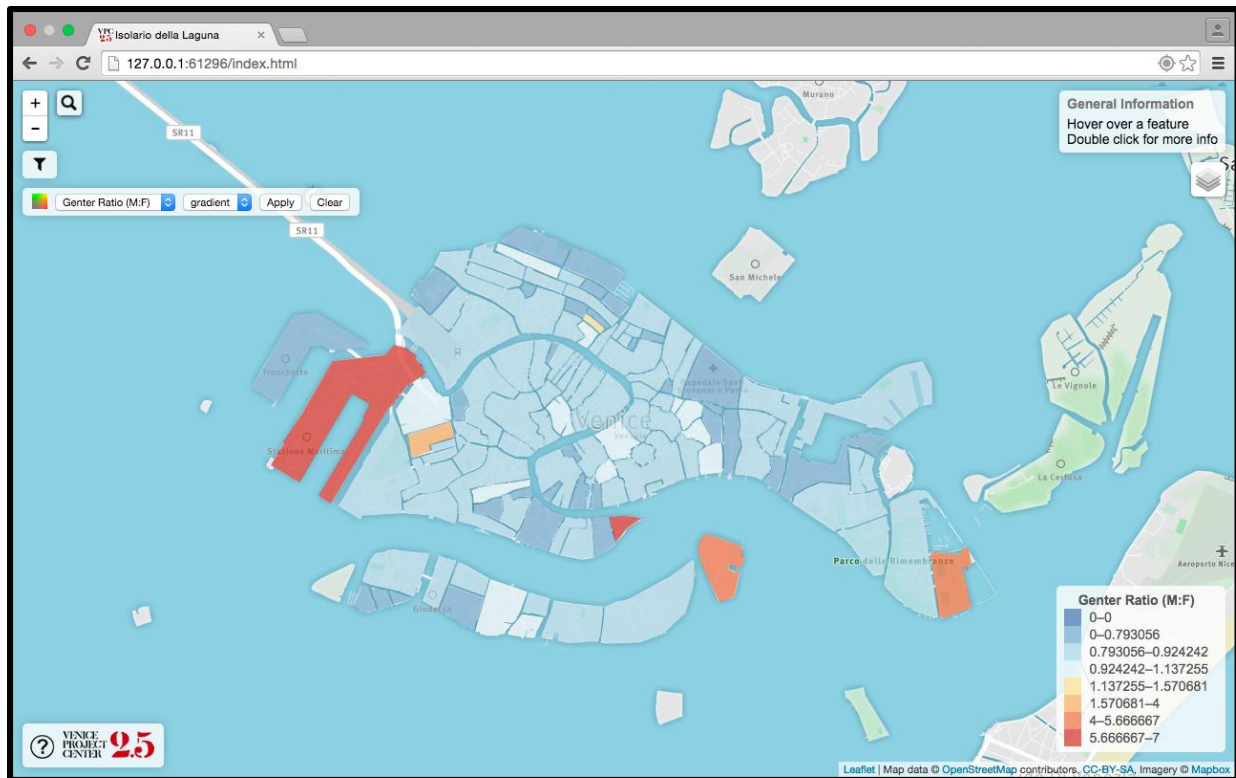 VPC
25 Isolario della Laguna
127.0.0.1:61296/index.html
+
−
SR11
Genter Ratio (M:F) gradient Apply Clear
SR11
General Information
Hover over a feature
Double click for more info
Murano
San Michele
Tronchetto
Stazione Marittima
Ospedale Santi
Giovanni e Paolo
Venice
Venezia
Le Vignole
La Certosa
Parco delle Rimembranze
Aeroporto Nice
Giudecca
Genter Ratio (M:F)
0–0
0–0.793056
0.793056–0.924242
0.924242–1.137255
1.137255–1.570681
1.570681–4
4–5.666667
5.666667–7
? VENICE
PROJECT
CENTER 25
Leaflet | Map data © OpenStreetMap contributors, CC-BY-SA, Imagery © Mapbox